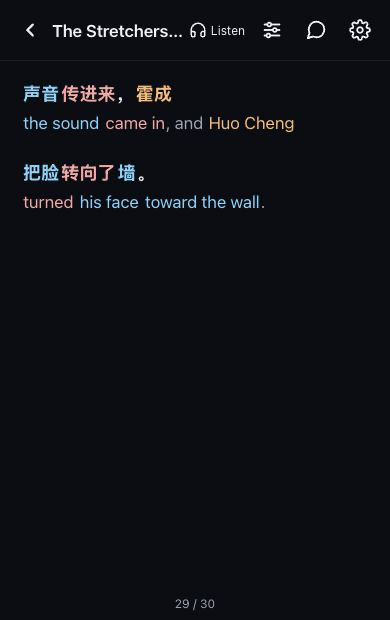 The Stretchers... Listen
声音传进来，霍成
the sound came in, and Huo Cheng
把脸转向了墙。
turned his face toward the wall.
29 / 30